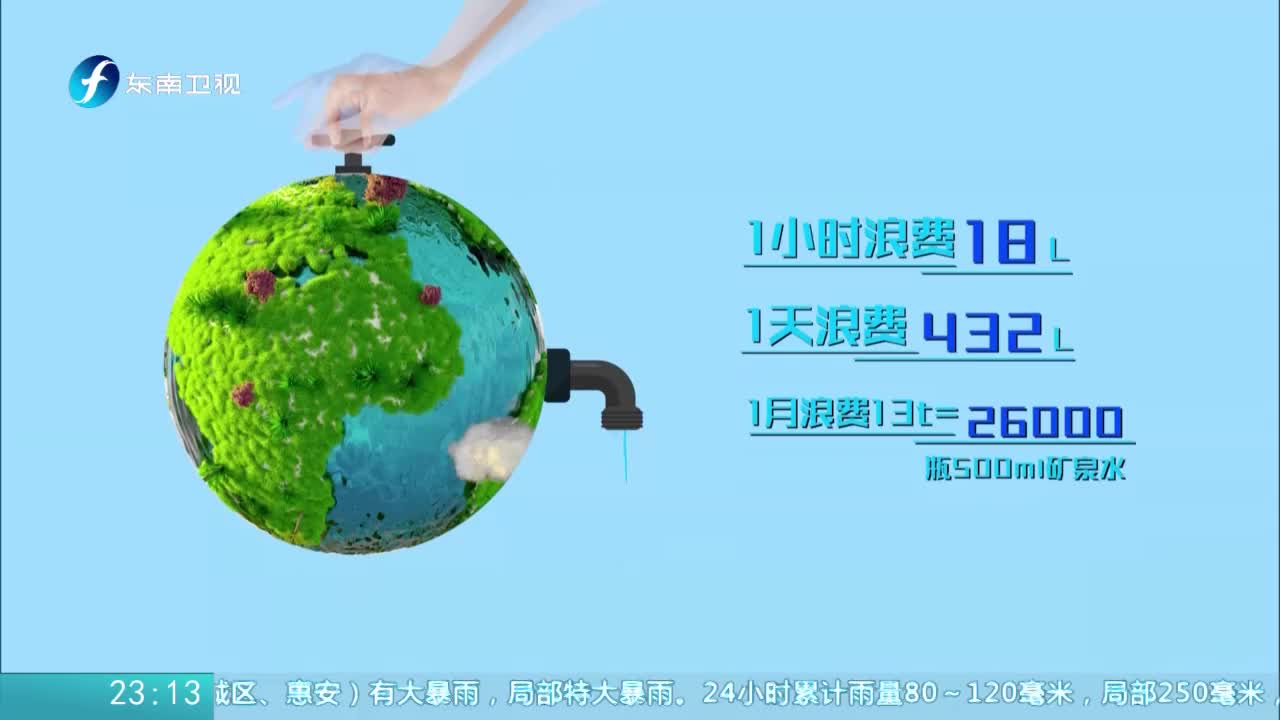 东南卫视
1小时浪费18L
1天浪费432L
1月浪费13t=26000
瓶500ml矿泉水
23:13
城区、惠安）有大暴雨，局部特大暴雨。24小时累计雨量80～120毫米，局部250毫米，